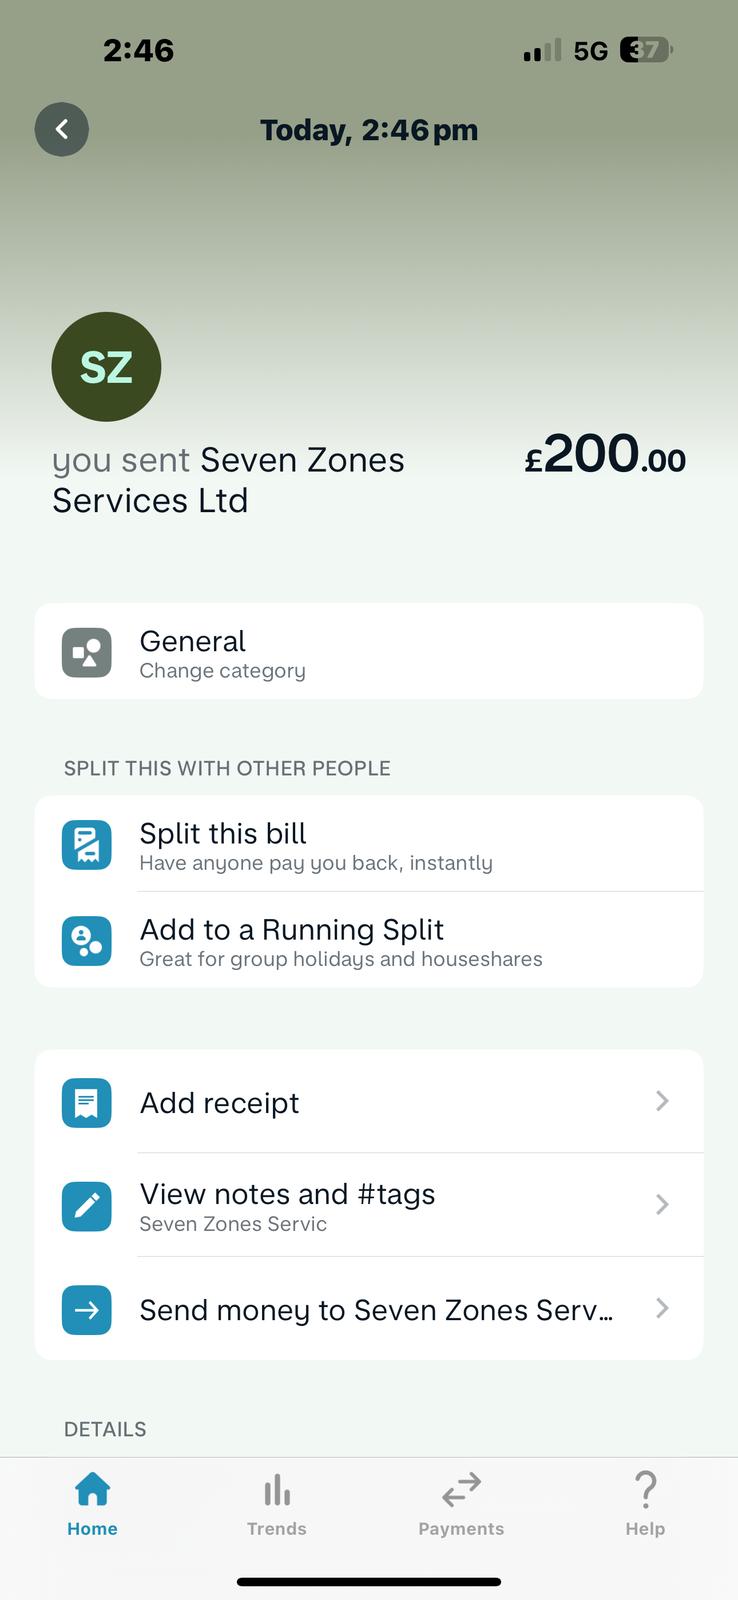 2:46
5G 37
Today, 2:46pm
SZ
you sent Seven Zones
Services Ltd
£200.00
General
Change category
SPLIT THIS WITH OTHER PEOPLE
Split this bill
Have anyone pay you back, instantly
Add to a Running Split
Great for group holidays and houseshares
Add receipt
View notes and #tags
Seven Zones Servic
Send money to Seven Zones Serv...
DETAILS
Home
Trends
Payments
Help